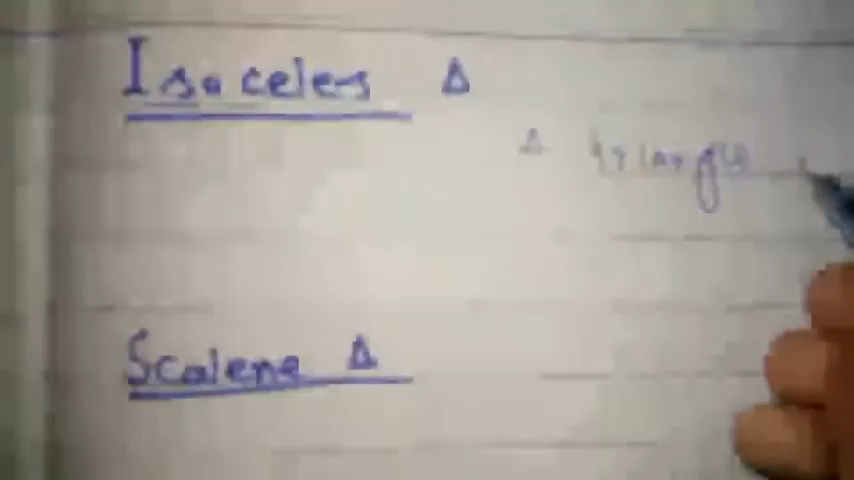 Isoceles Δ
Δ triangle
Scalene Δ